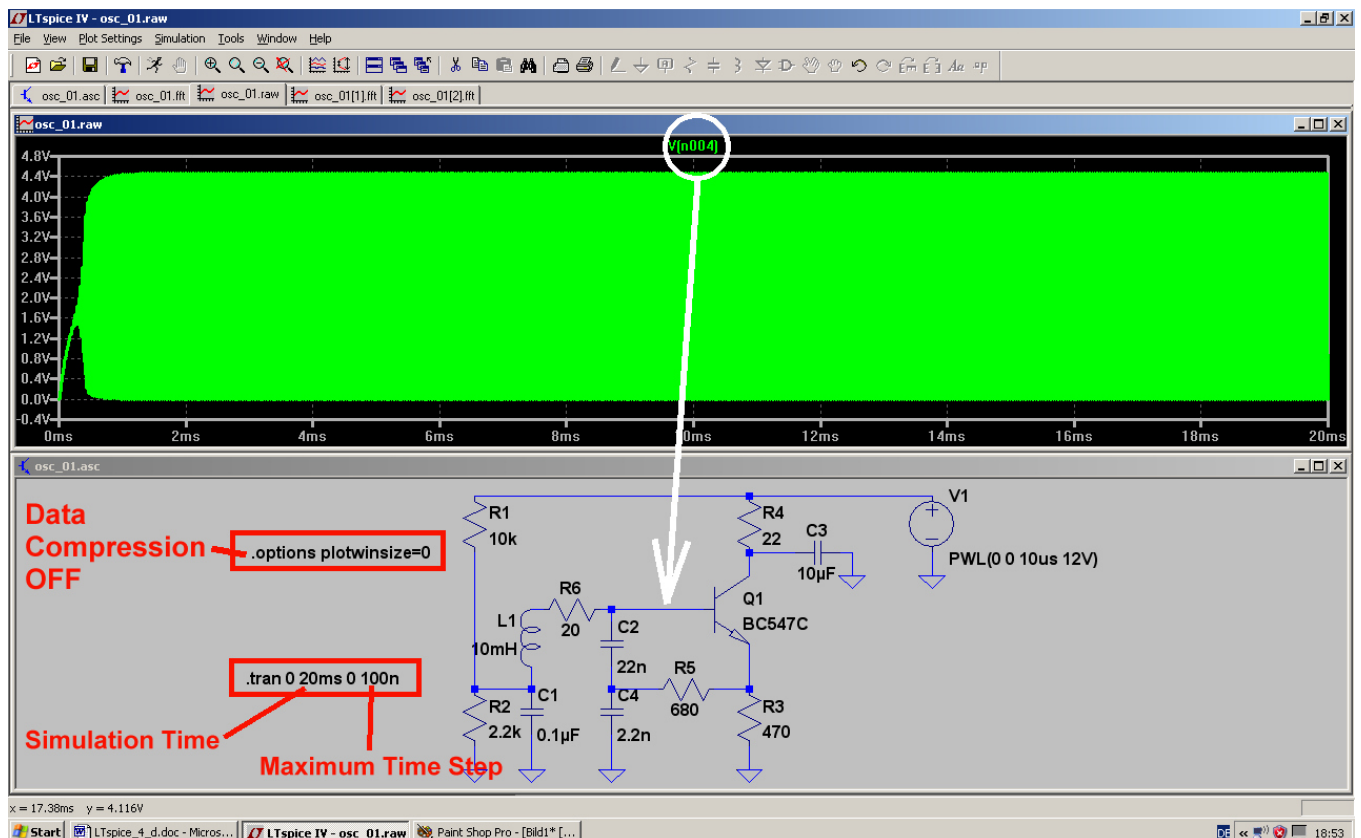 LTspice IV - osc_01.raw
File View Plot Settings Simulation Tools Window Help
osc_01.asc osc_01.fft osc_01.raw osc_01[1].fft osc_01[2].fft
osc_01.raw
V(n004)
4.8V
4.4V
4.0V
3.6V
3.2V
2.8V
2.4V
2.0V
1.6V
1.2V
0.8V
0.4V
0.0V
-0.4V
0ms 2ms 4ms 6ms 8ms 0ms 12ms 14ms 16ms 18ms 20ms
osc_01.asc
Data
Compression
OFF
.options plotwinsize=0
.tran 0 20ms 0 100n
Simulation Time
Maximum Time Step
R1
10k
R4
22
C3
10µF
V1
PWL(0 0 10us 12V)
R6
20
L1
10mH
C2
22n
Q1
BC547C
R5
680
R2
2.2k
C1
0.1µF
C4
2.2n
R3
470
x = 17.38ms y = 4.116V
Start LTspice_4_d.doc - Micros... LTspice IV - osc_01.raw Paint Shop Pro - [Bild1* [... DE « 18:53